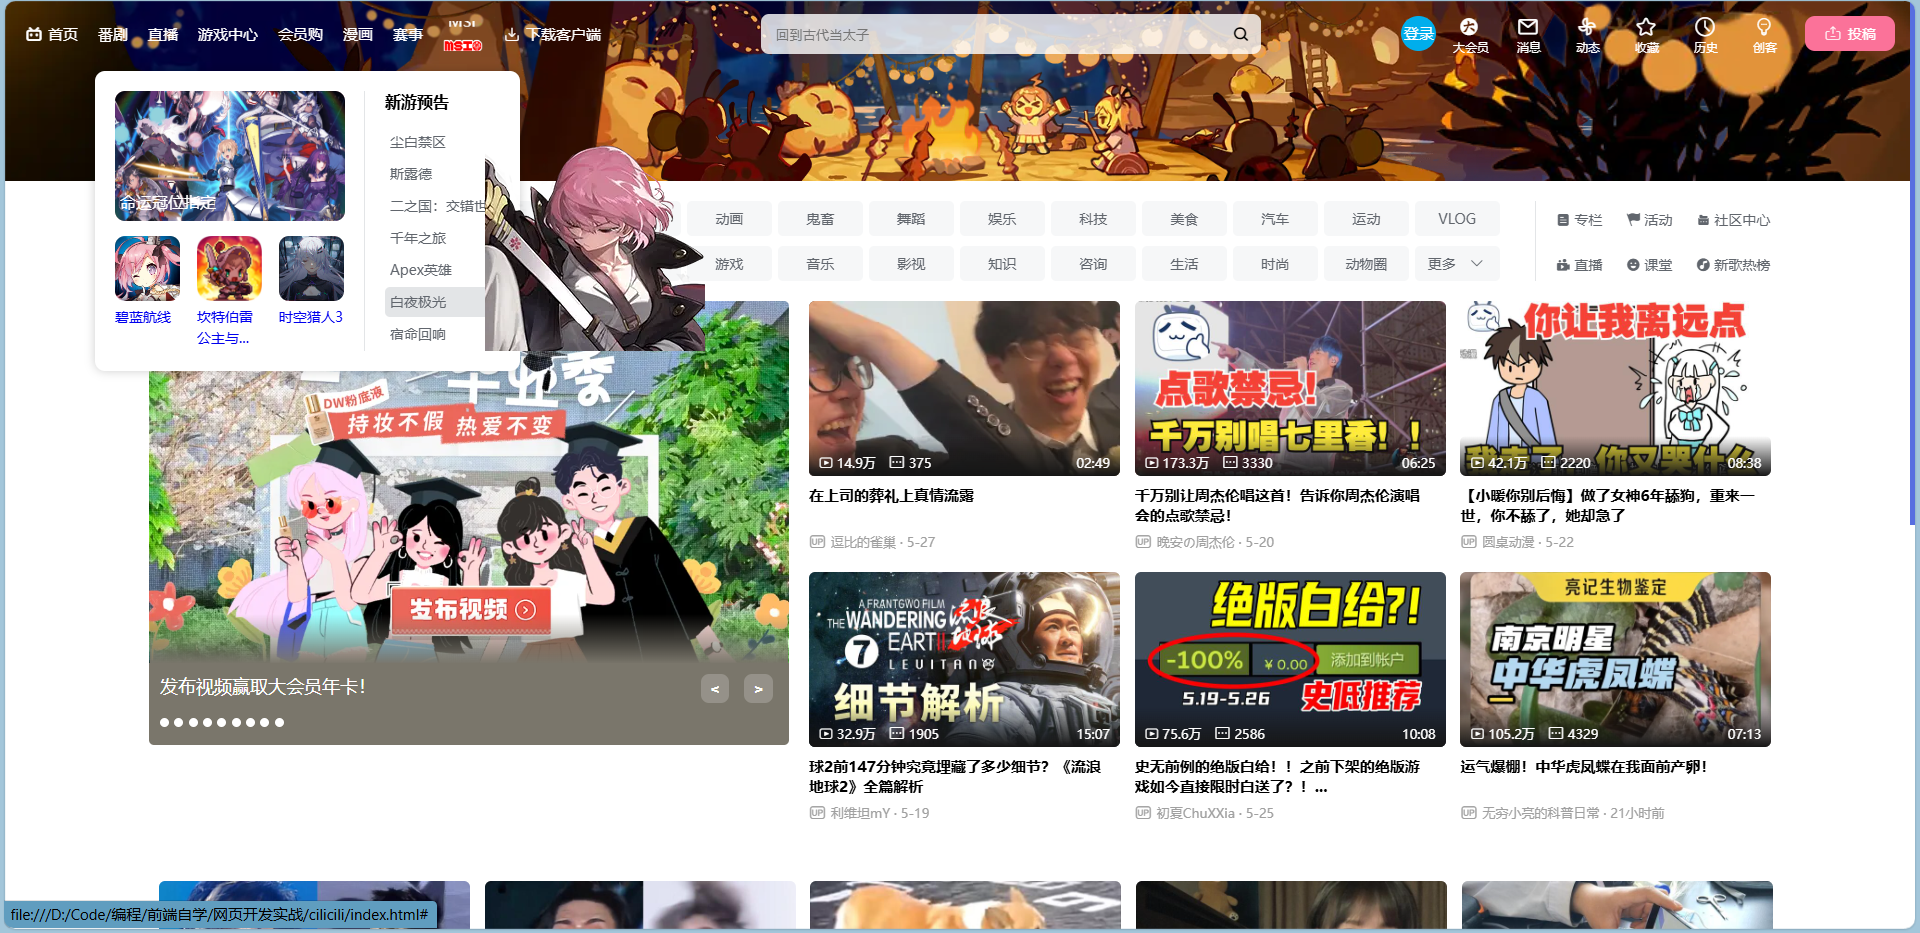 首页 番剧 直播 游戏中心 会员购 漫画 赛事 MSI 下载客户端
回到古代当太子
登录 大会员 消息 动态 收藏 历史 创客 投稿
命运冠位指定
碧蓝航线
坎特伯雷
公主与...
时空猎人3
新游预告
尘白禁区
斯露德
二之国：交错世
千年之旅
Apex英雄
白夜极光
宿命回响
动画 鬼畜 舞蹈 娱乐 科技 美食 汽车 运动 VLOG
游戏 音乐 影视 知识 咨询 生活 时尚 动物圈 更多
专栏 活动 社区中心
直播 课堂 新歌热榜
毕业季
DW粉底液
持妆不假 热爱不变
发布视频
发布视频赢取大会员年卡！
< >
14.9万 375 02:49
在上司的葬礼上真情流露
UP 逗比的雀巢 · 5-27
点歌禁忌!
千万别唱七里香！！
173.3万 3330 06:25
千万别让周杰伦唱这首！告诉你周杰伦演唱
会的点歌禁忌！
UP 晚安の周杰伦 · 5-20
你让我离远点
你又哭什么
42.1万 2220 08:38
【小暖你别后悔】做了女神6年舔狗，重来一
世，你不舔了，她却急了
UP 圆桌动漫 · 5-22
A FRANTGWO FILM
THE WANDERING
EARTH II
流浪地球
7
LEVITAN
细节解析
32.9万 1905 15:07
球2前147分钟究竟埋藏了多少细节？《流浪
地球2》全篇解析
UP 利维坦mY · 5-19
绝版白给?!
-100% ¥ 0.00 添加到帐户
5.19-5.26 史低推荐
75.6万 2586 10:08
史无前例的绝版白给！！之前下架的绝版游
戏如今直接限时白送了？！...
UP 初夏ChuXXia · 5-25
亮记生物鉴定
南京明星
中华虎凤蝶
105.2万 4329 07:13
运气爆棚！中华虎凤蝶在我面前产卵！
UP 无穷小亮的科普日常 · 21小时前
file:///D:/Code/编程/前端自学/网页开发实战/cilicili/index.html#